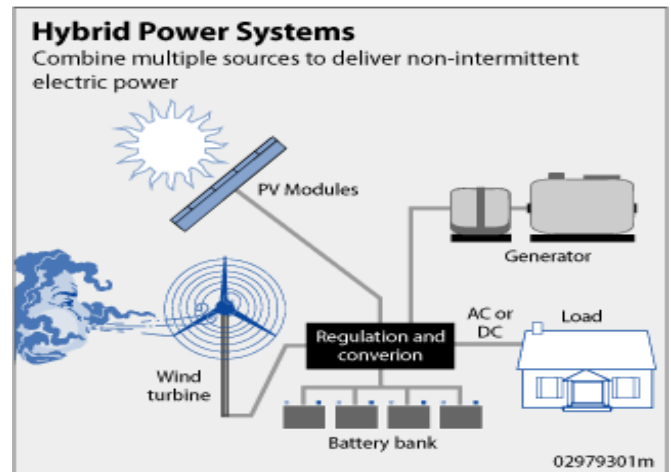 Hybrid Power Systems
Combine multiple sources to deliver non-intermittent
electric power
PV Modules
Generator
AC or
DC
Load
Regulation and
converion
Wind
turbine
Battery bank
02979301m